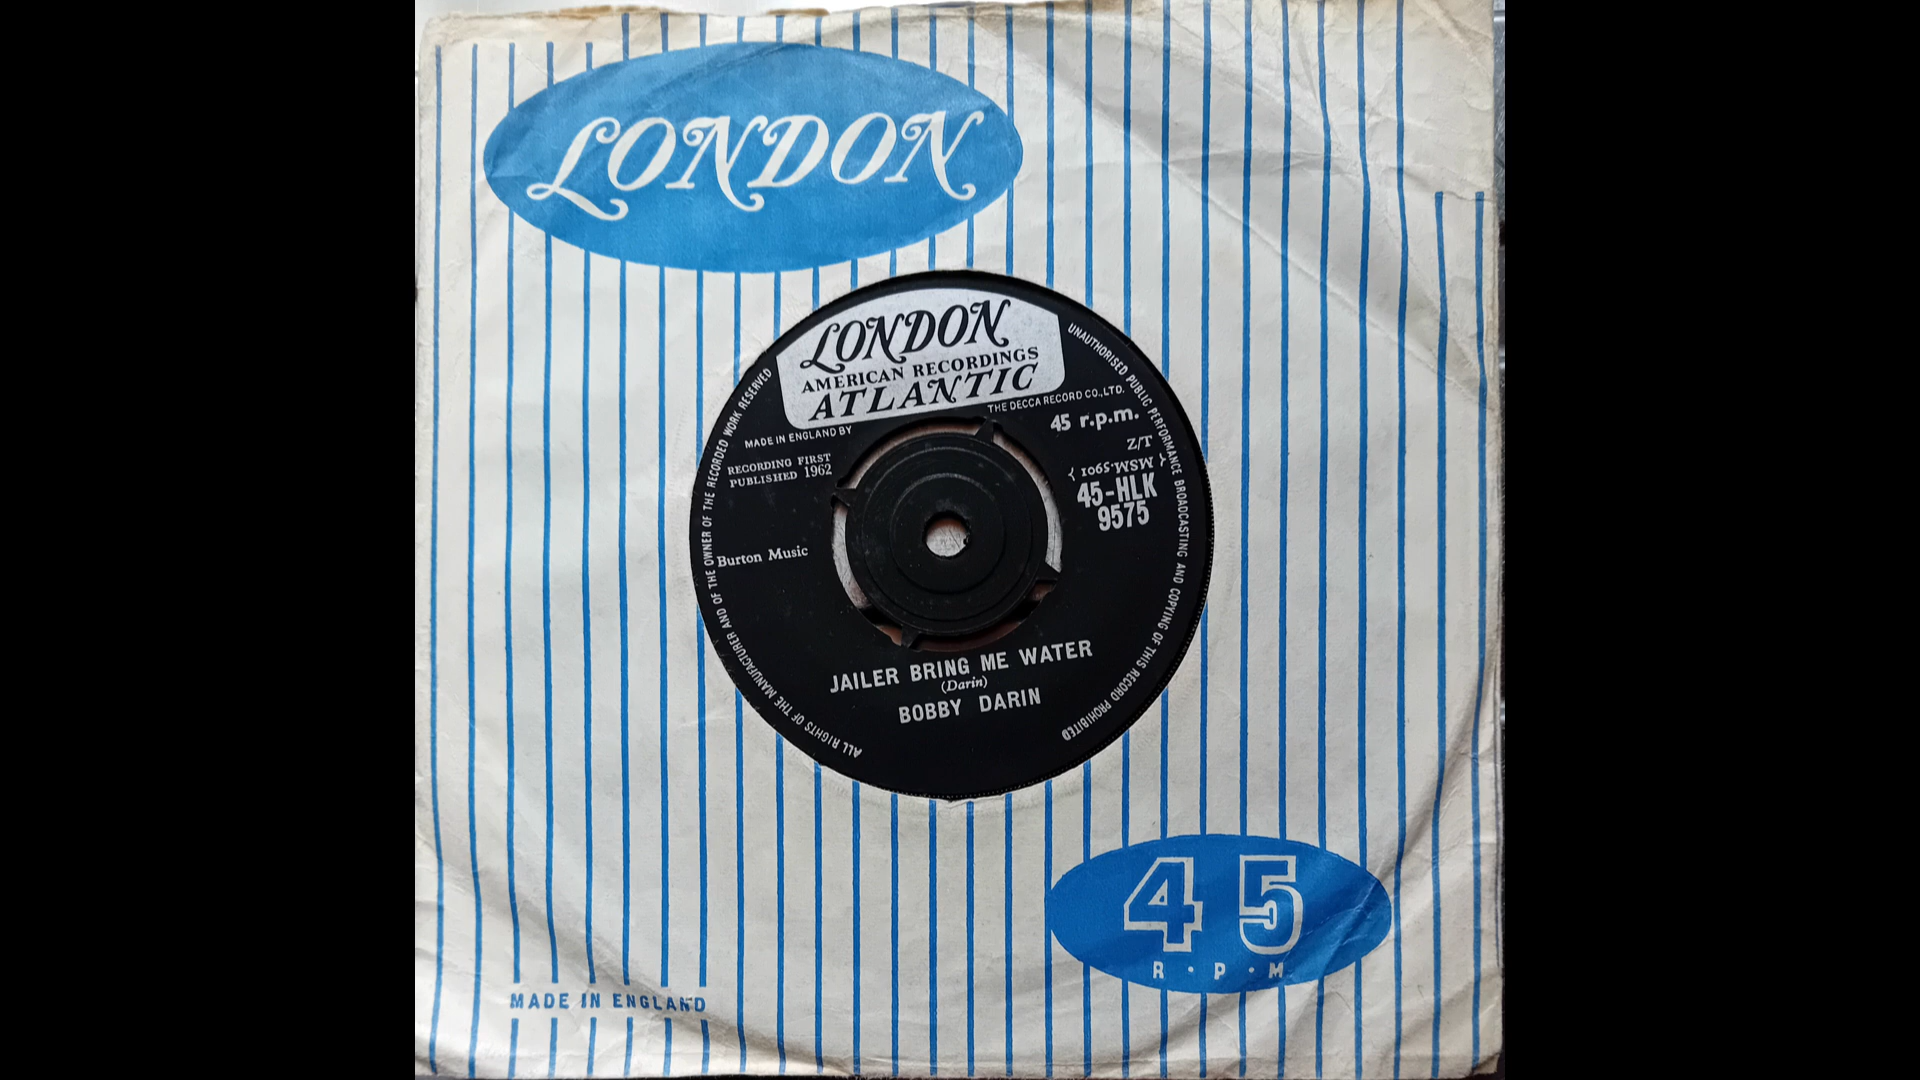 LONDON
LONDON
AMERICAN RECORDINGS
ATLANTIC
MADE IN ENGLAND BY
THE DECCA RECORD CO., LTD.
ALL RIGHTS OF THE MANUFACTURER AND OF THE OWNER OF THE RECORDED WORK RESERVED
UNAUTHORISED PUBLIC PERFORMANCE BROADCASTING AND COPYING OF THIS RECORD PROHIBITED
RECORDING FIRST
PUBLISHED 1962
45 r.p.m.
Z/T
MSM.5901
45-HLK
9575
Burton Music
JAILER BRING ME WATER
(Darin)
BOBBY DARIN
45
R·P·M
MADE IN ENGLAND